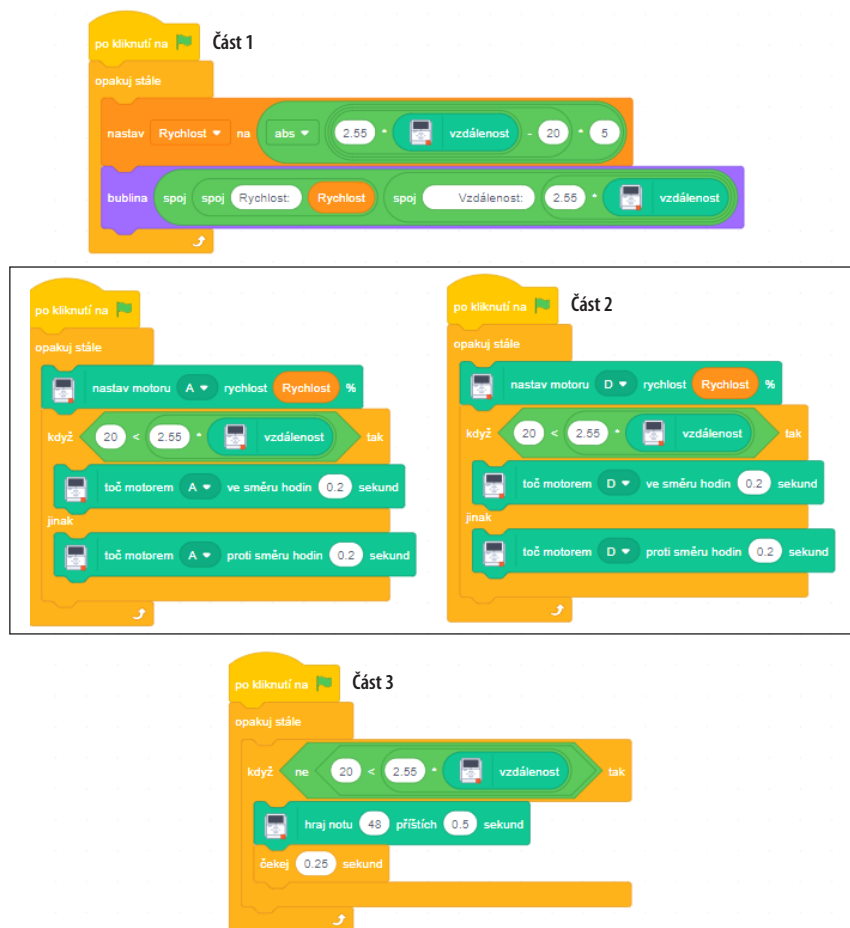 po kliknutí na Část 1
opakuj stále
nastav Rychlost na abs 2.55 * vzdálenost - 20 * 5
bublina spoj spoj Rychlost: Rychlost spoj Vzdálenost: 2.55 * vzdálenost
po kliknutí na
opakuj stále
nastav motoru A rychlost Rychlost %
když 20 < 2.55 * vzdálenost tak
toč motorem A ve směru hodin 0.2 sekund
jinak
toč motorem A proti směru hodin 0.2 sekund
po kliknutí na Část 2
opakuj stále
nastav motoru D rychlost Rychlost %
když 20 < 2.55 * vzdálenost tak
toč motorem D ve směru hodin 0.2 sekund
jinak
toč motorem D proti směru hodin 0.2 sekund
po kliknutí na Část 3
opakuj stále
když ne 20 < 2.55 * vzdálenost tak
hraj notu 48 příštích 0.5 sekund
čekej 0.25 sekund